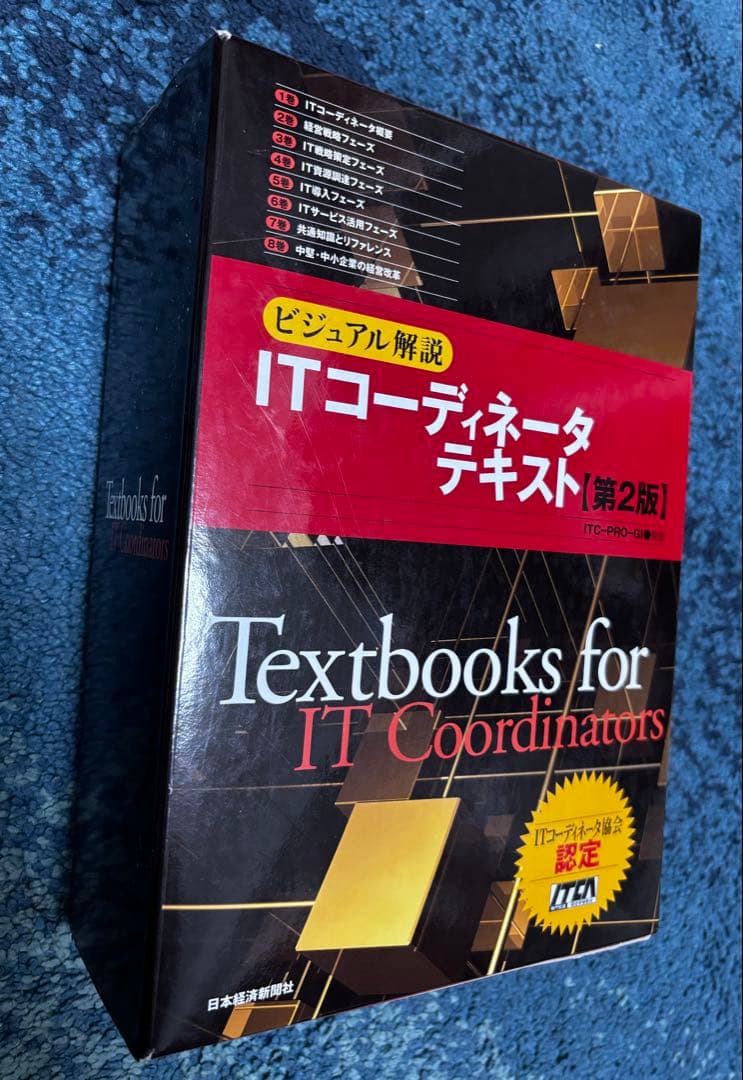 1巻 ITコーディネータ概要
2巻 経営戦略フェーズ
3巻 IT戦略策定フェーズ
4巻 IT資源調達フェーズ
5巻 IT導入フェーズ
6巻 ITサービス活用フェーズ
7巻 共通知識とリファレンス
8巻 中堅・中小企業の経営改革
ビジュアル解説
ITコーディネータ
テキスト【第2版】
ITC-PRO-GI●
Textbooks for
IT Coordinators
Textbooks for
IT Coordinators
ITコーディネータ協会
認定
ITCA
日本経済新聞社